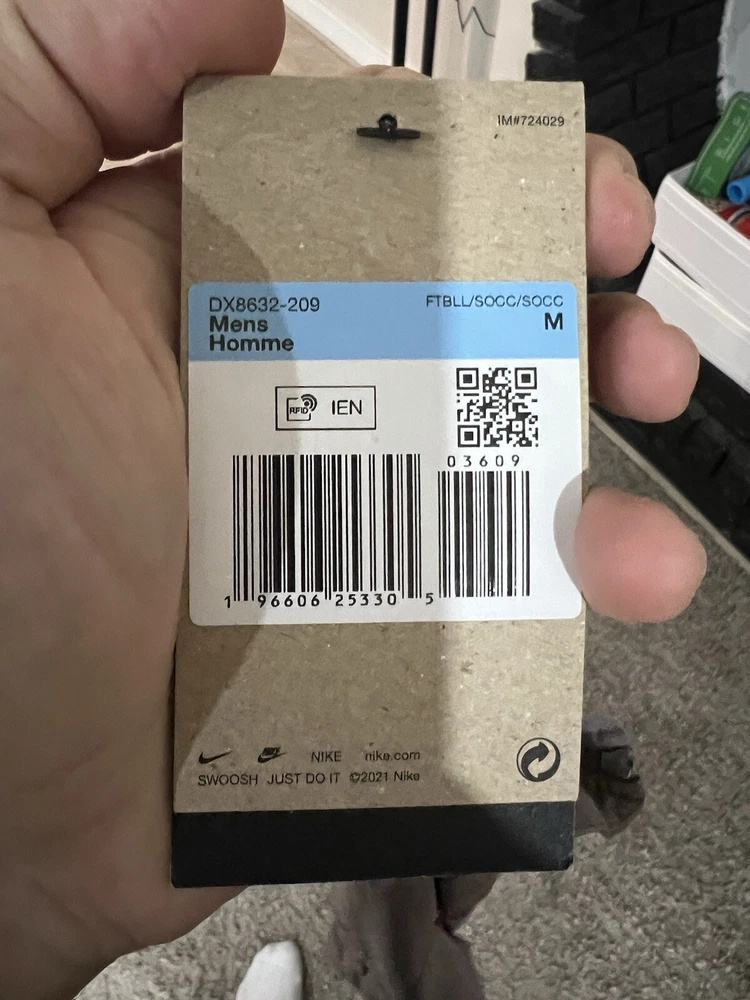 IM#724029
DX8632-209
FTBLL/SOCC/SOCC
Mens
M
Homme
RFID IEN
03609
1 96606 25330 5
NIKE nike.com
SWOOSH JUST DO IT ©2021 Nike